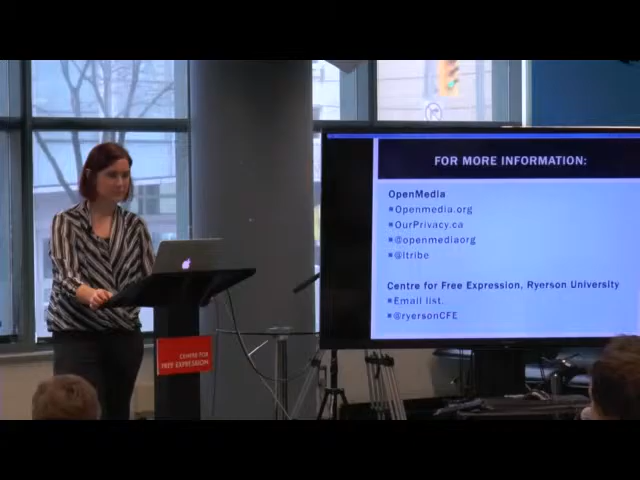 FOR MORE INFORMATION:
OpenMedia
Openmedia.org
OurPrivacy.ca
@openmediaorg
@ltribe
Centre for Free Expression, Ryerson University
Email list.
@ryersonCFE
CENTRE FOR
FREE EXPRESSION